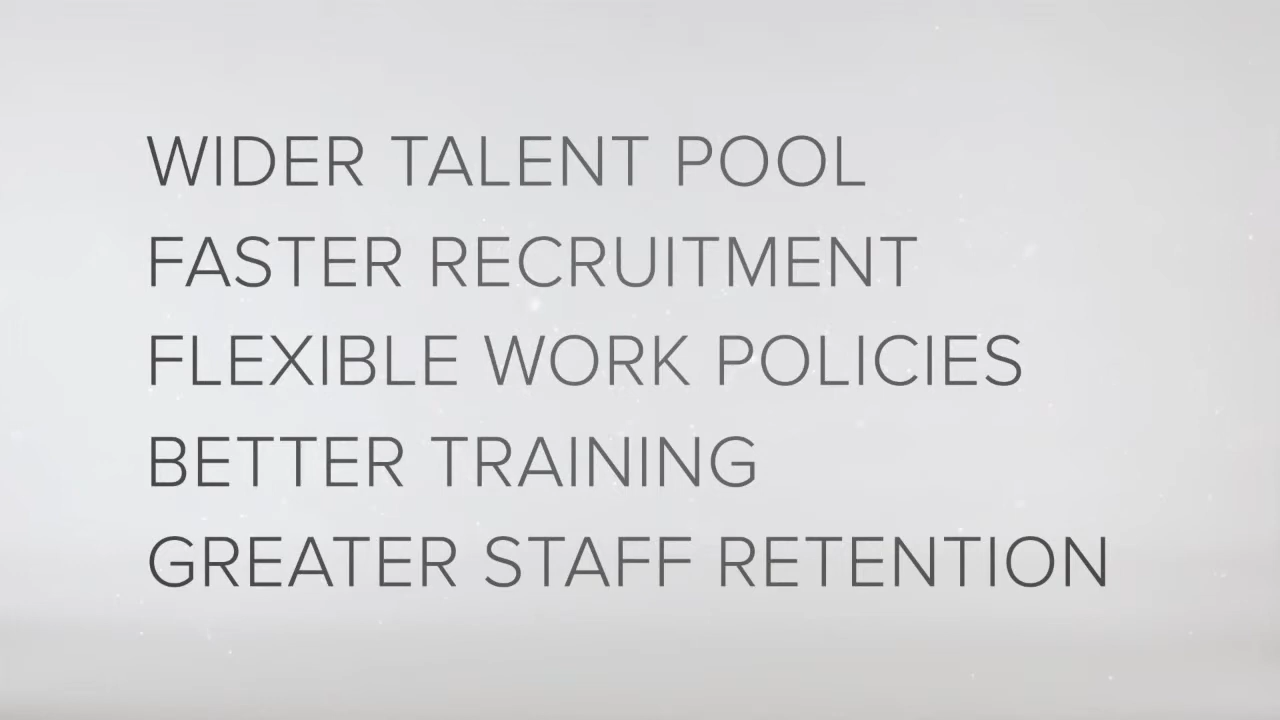 WIDER TALENT POOL
FASTER RECRUITMENT
FLEXIBLE WORK POLICIES
BETTER TRAINING
GREATER STAFF RETENTION